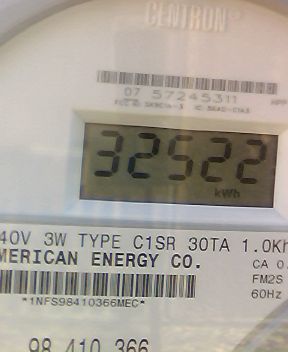 CENTRON®
07 57245311
32522
kWh
40V 3W TYPE C1SR 30TA 1.0Kh
MERICAN ENERGY CO.
CA 0.
FM2S
*1NFS98410366MEC*
60Hz
98 410 366